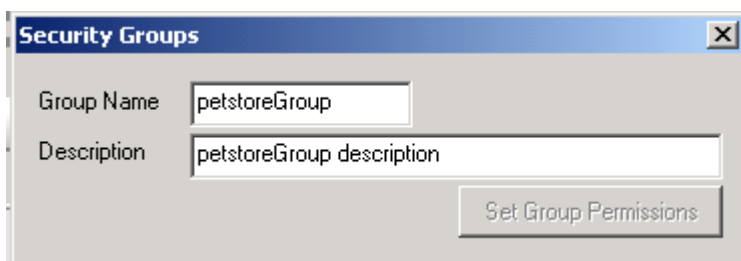 Security Groups
Group Name petstoreGroup
Description petstoreGroup description
Set Group Permissions